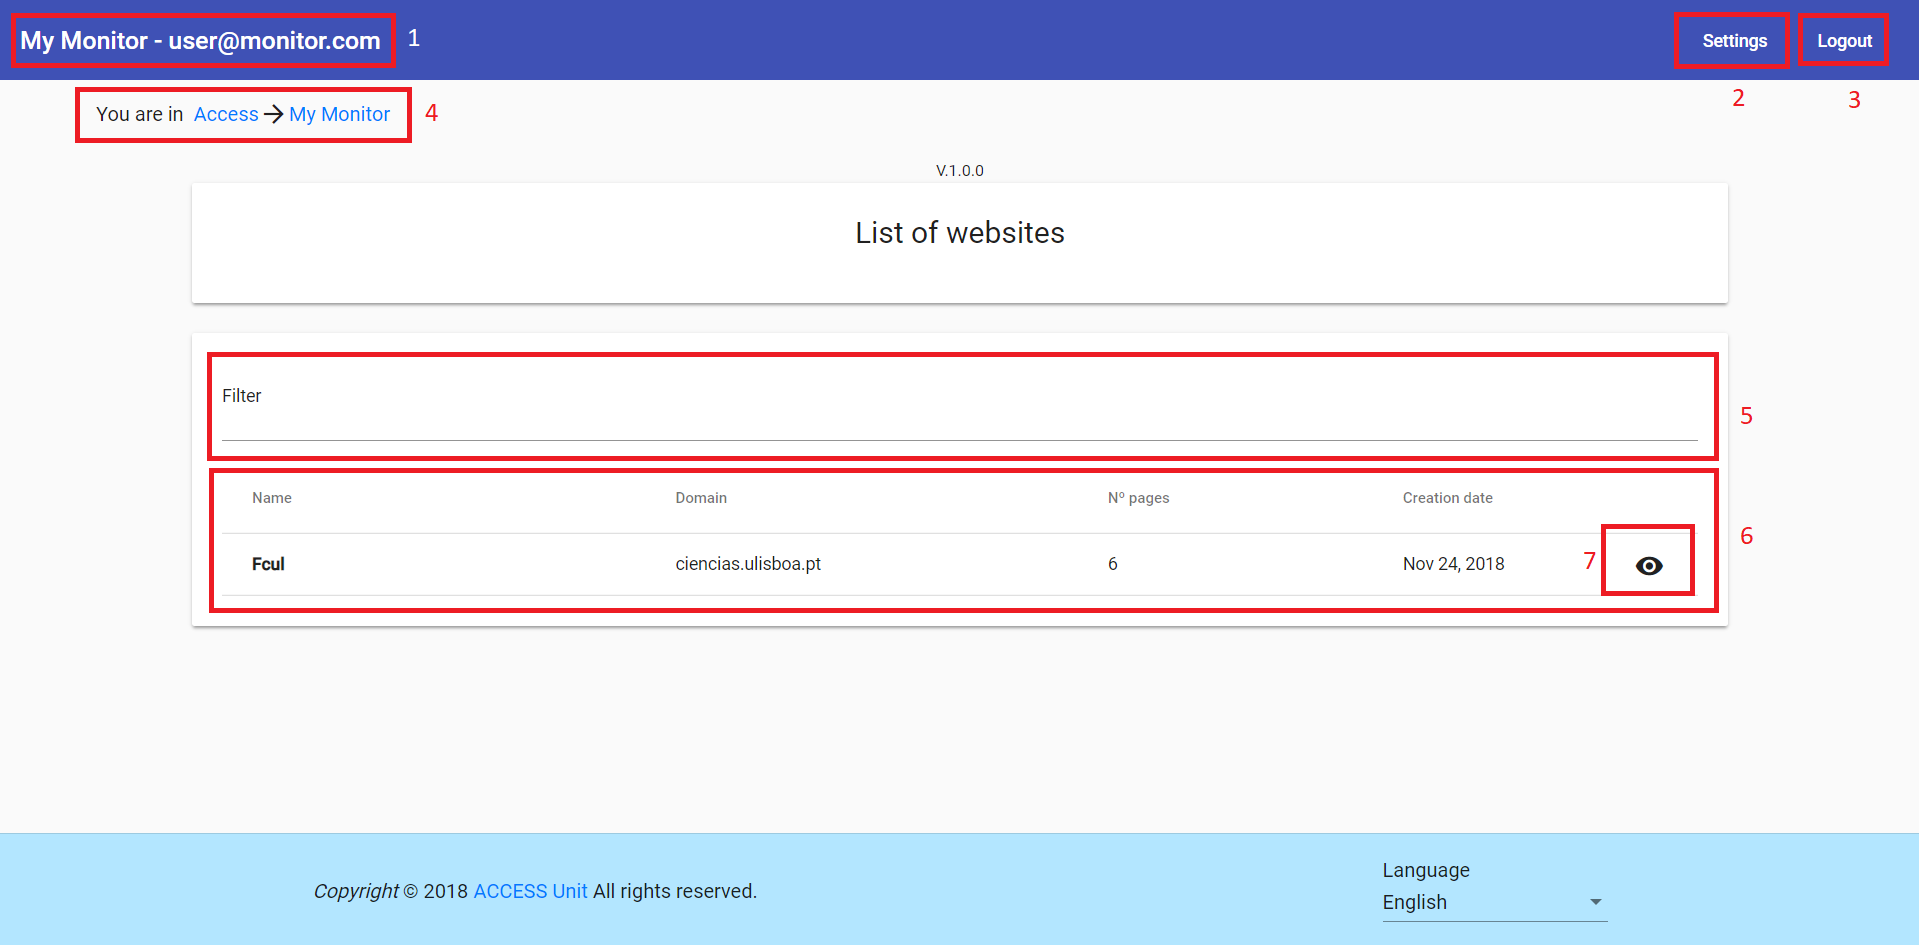 My Monitor - user@monitor.com 1 Settings Logout
2 3
You are in Access My Monitor 4
V.1.0.0
List of websites
Filter
5
Name Domain Nº pages Creation date
6
Fcul ciencias.ulisboa.pt 6 Nov 24, 2018 7
Language
Copyright © 2018 ACCESS Unit All rights reserved.
English